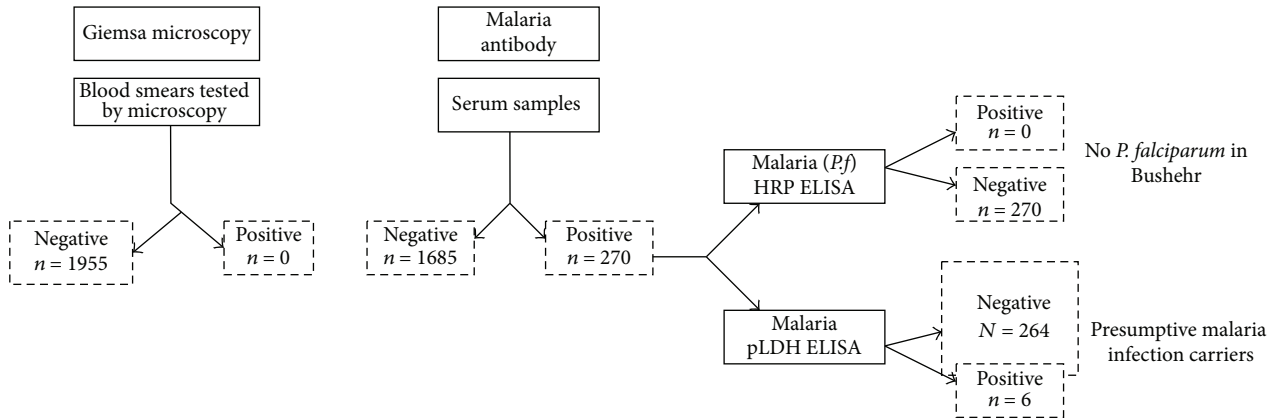 Giemsa microscopy
Blood smears tested
by microscopy
Negative
n = 1955
Positive
n = 0
Malaria
antibody
Serum samples
Negative
n = 1685
Positive
n = 270
Malaria (P.f)
HRP ELISA
Positive
n = 0
Negative
n = 270
No P. falciparum in
Bushehr
Malaria
pLDH ELISA
Negative
N = 264
Positive
n = 6
Presumptive malaria
infection carriers